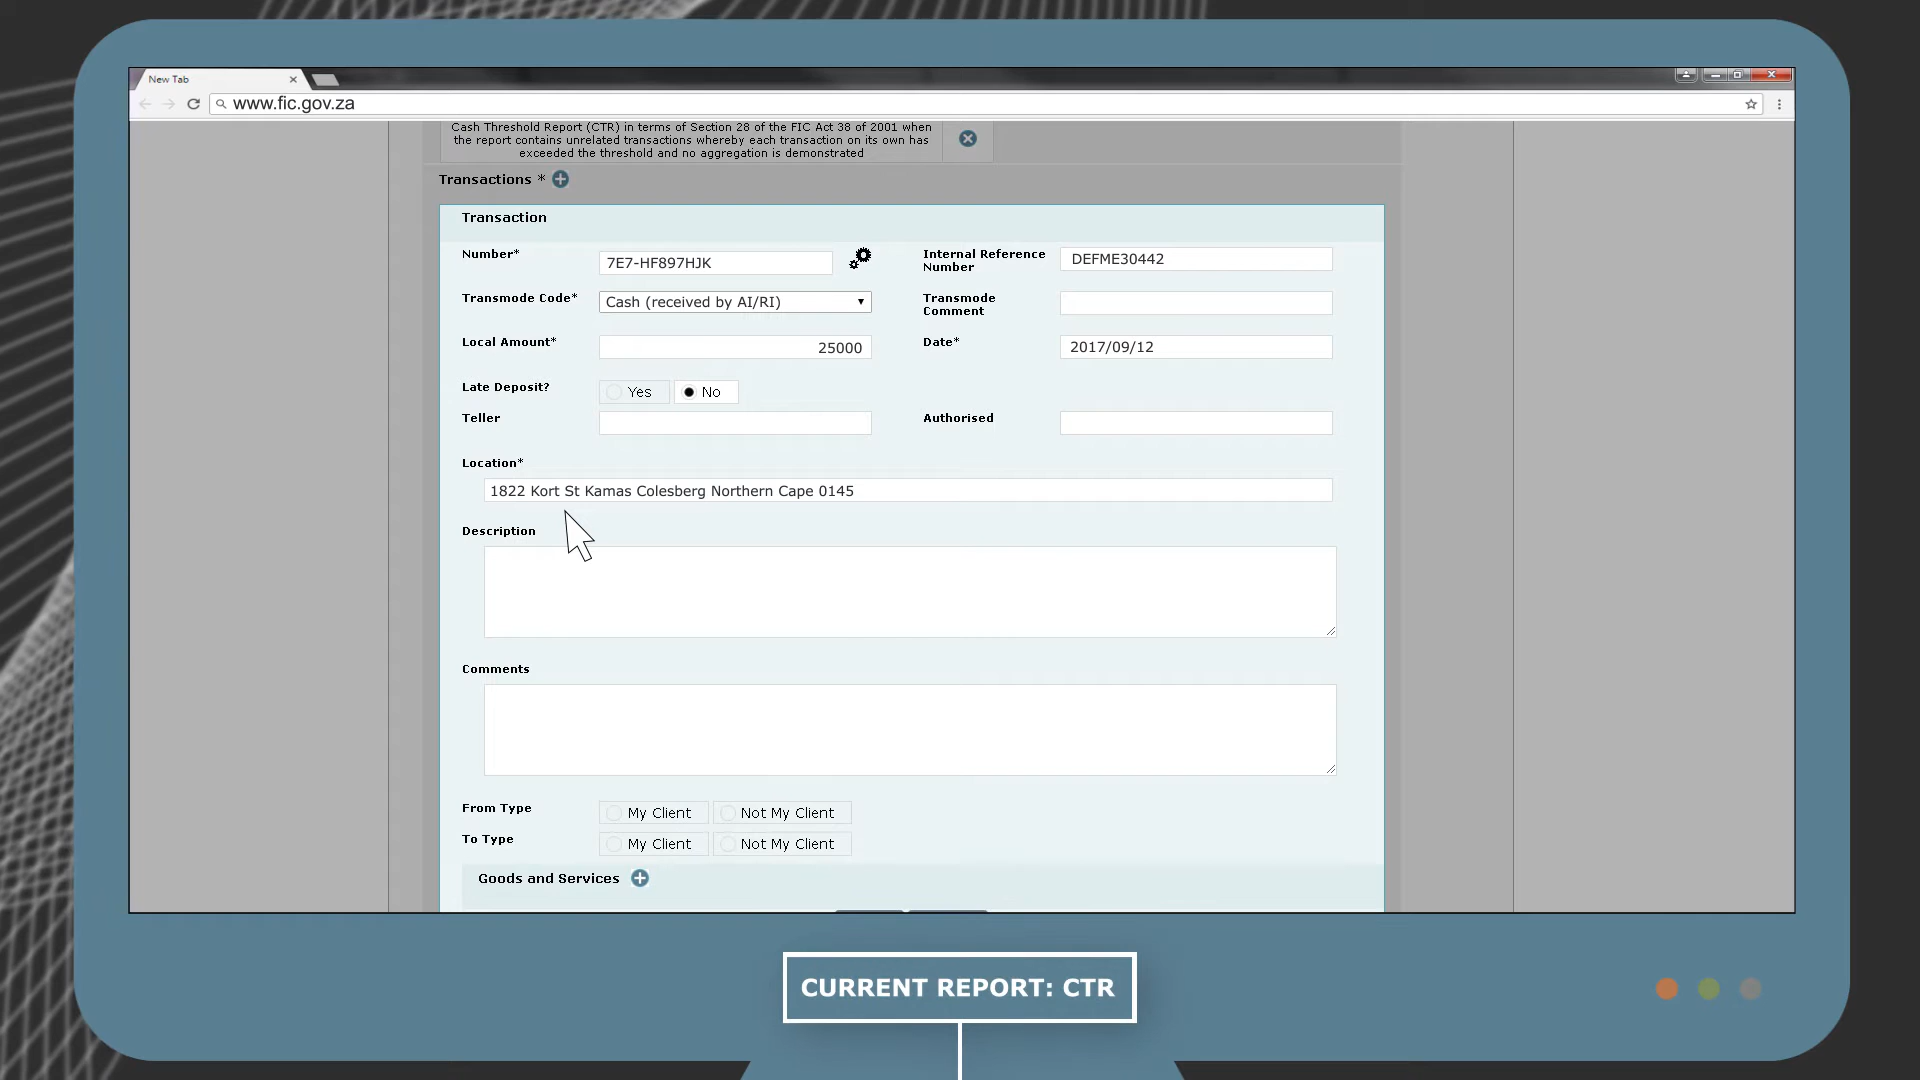 New Tab
www.fic.gov.za
Cash Threshold Report (CTR) in terms of Section 28 of the FIC Act 38 of 2001 when
the report contains unrelated transactions whereby each transaction on its own has
exceeded the threshold and no aggregation is demonstrated
Transactions *
Transaction
Number* 7E7-HF897HJK Internal Reference
Number DEFME30442
Transmode Code* Cash (received by AI/RI) Transmode
Comment
Local Amount* 25000 Date* 2017/09/12
Late Deposit? Yes No
Teller Authorised
Location*
1822 Kort St Kamas Colesberg Northern Cape 0145
Description
Comments
From Type My Client Not My Client
To Type My Client Not My Client
Goods and Services
CURRENT REPORT: CTR